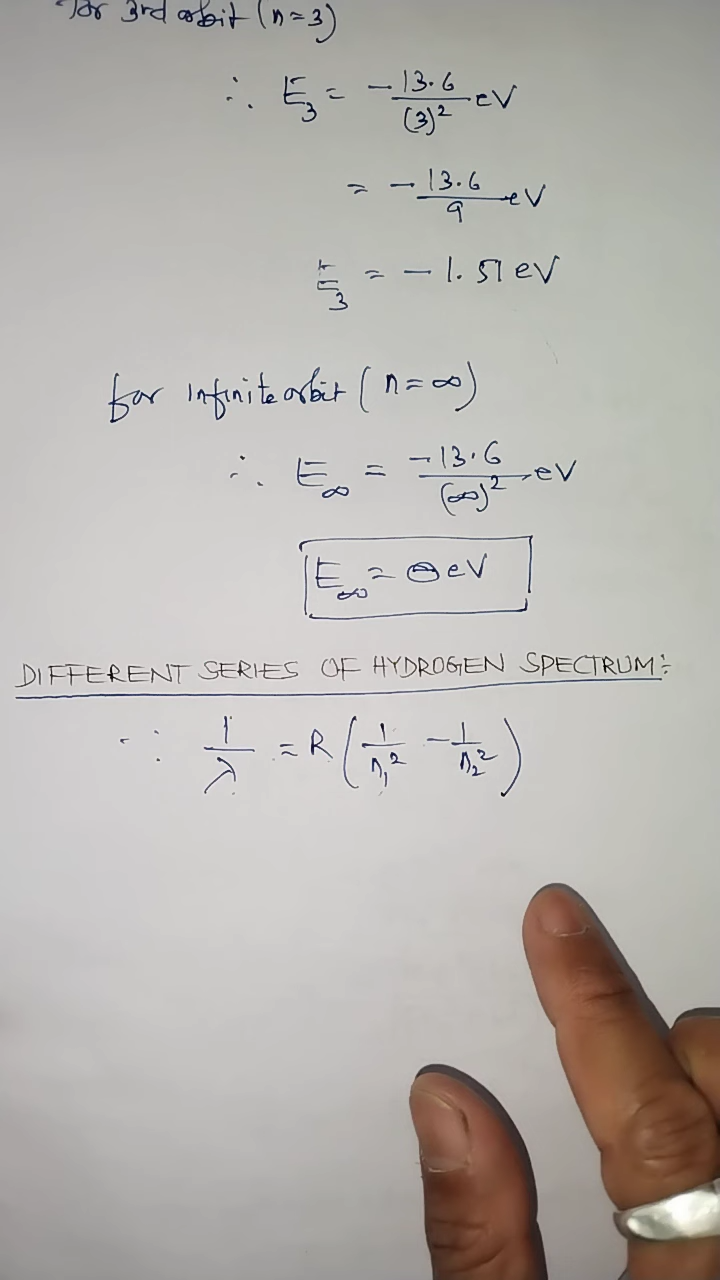 for 3rd orbit (n=3)
∴ E₃ = -13.6/(3)² eV
= -13.6/9 eV
E₃ = -1.51 eV
for infinite orbit (n=∞)
∴ E∞ = -13.6/(∞)² eV
E∞ = 0 eV
DIFFERENT SERIES OF HYDROGEN SPECTRUM:
∵ 1/λ = R(1/n₁² - 1/n₂²)